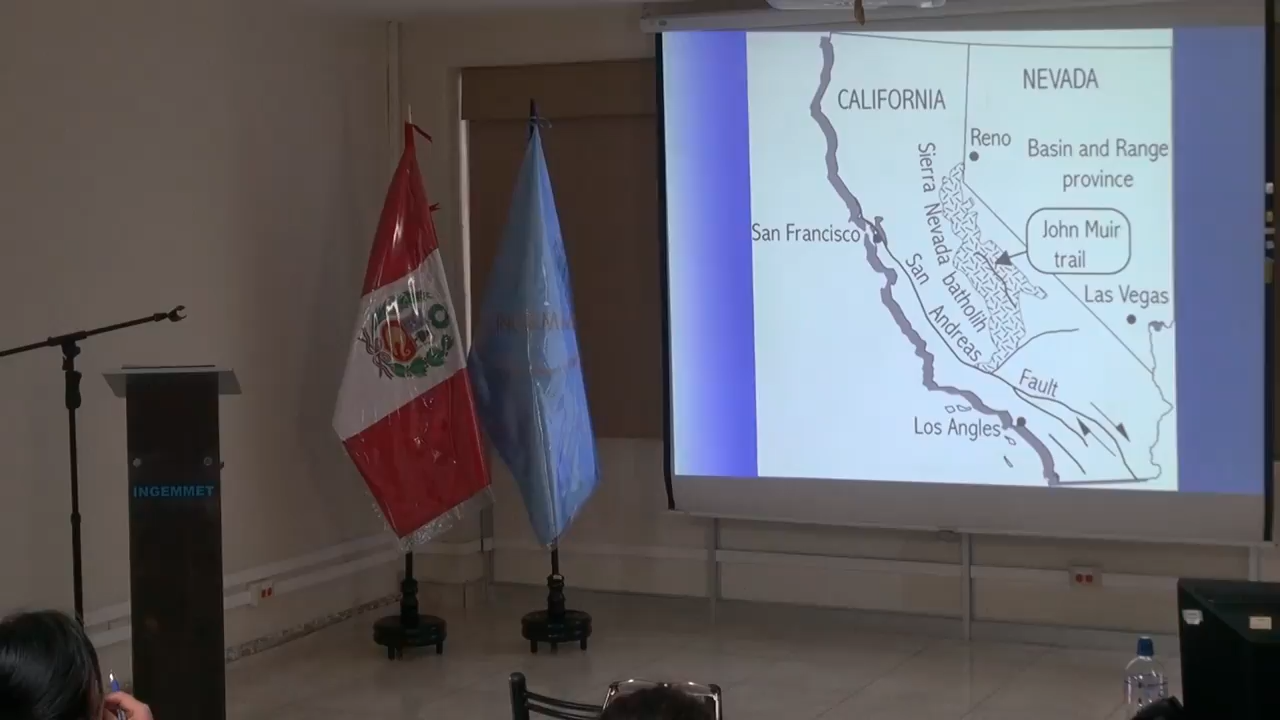 CALIFORNIA
NEVADA
Reno
Basin and Range
province
Sierra Nevada batholih
John Muir
trail
San Francisco
San Andreas Fault
Las Vegas
Los Angles
INGEMMET